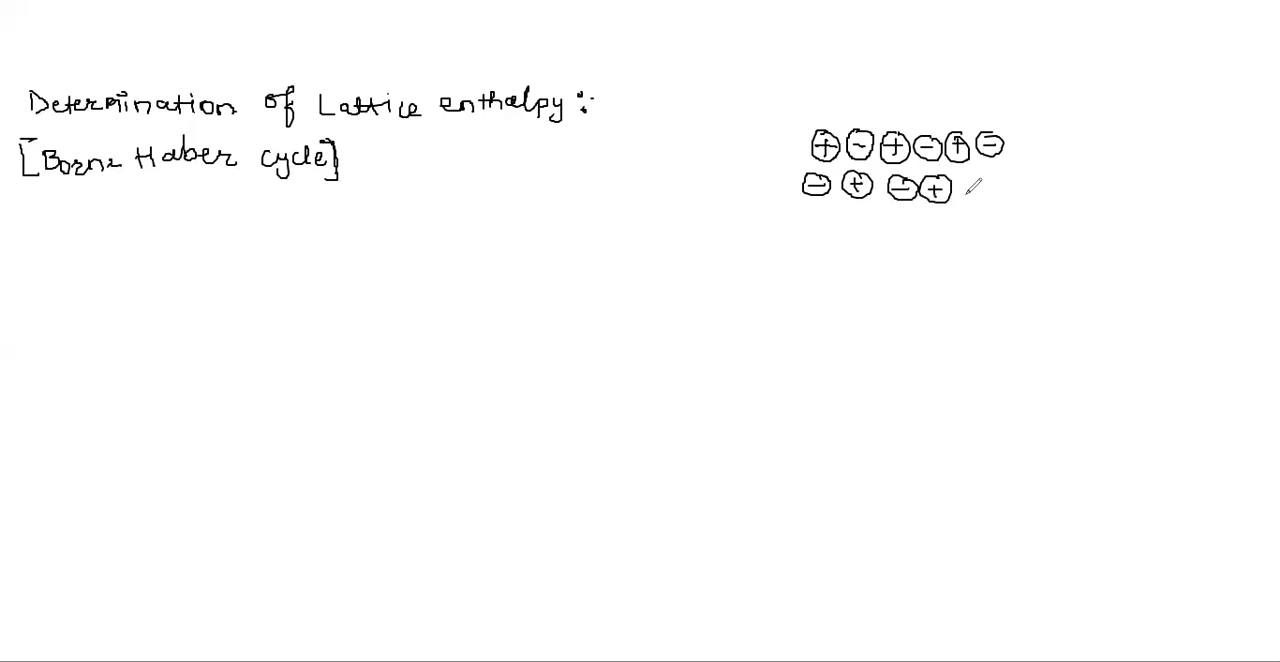 Determination of Lattice enthalpy :-
[Born- Haber cycle]
⊕ ⊖ ⊕ ⊖ ⊕ ⊖
⊖ ⊕ ⊖ ⊕